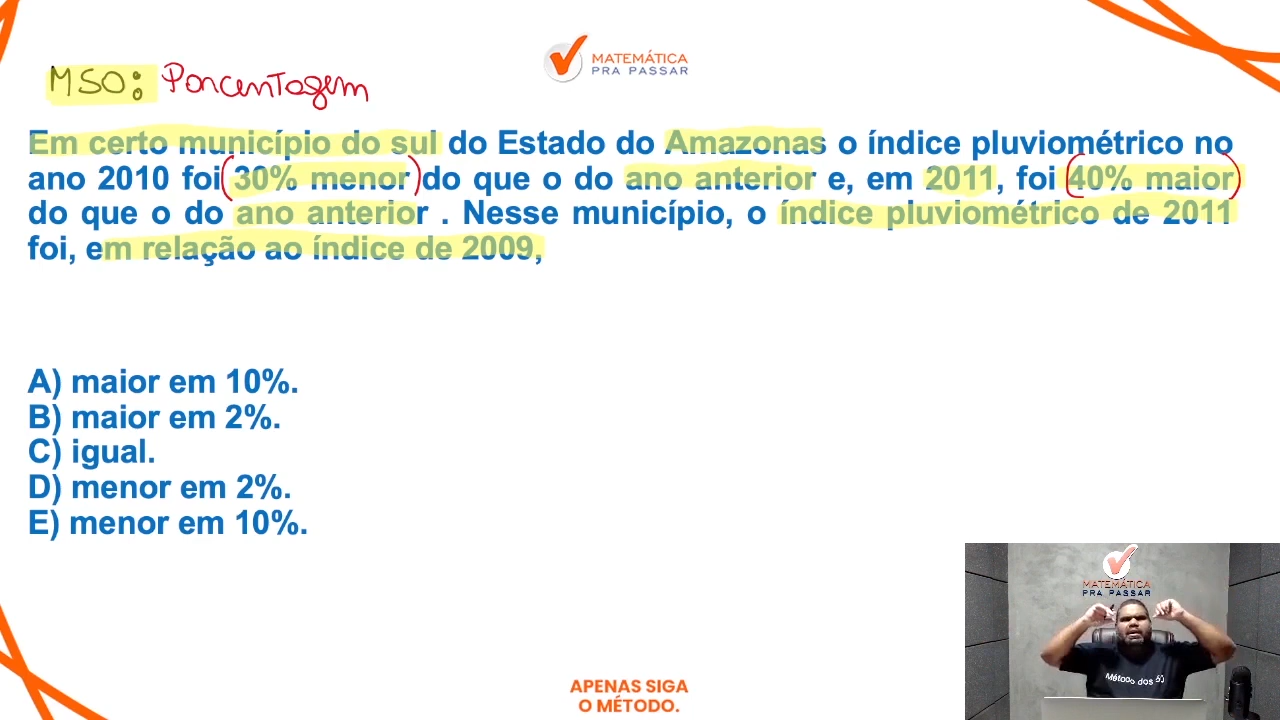 MATEMÁTICA
PRA PASSAR
MSO: Porcentagem
Em certo município do sul do Estado do Amazonas o índice pluviométrico no
ano 2010 foi (30% menor) do que o do ano anterior e, em 2011, foi (40% maior)
do que o do ano anterior . Nesse município, o índice pluviométrico de 2011
foi, em relação ao índice de 2009,
A) maior em 10%.
B) maior em 2%.
C) igual.
D) menor em 2%.
E) menor em 10%.
MATEMÁTICA
PRA PASSAR
Método dos 5)
APENAS SIGA
O MÉTODO.